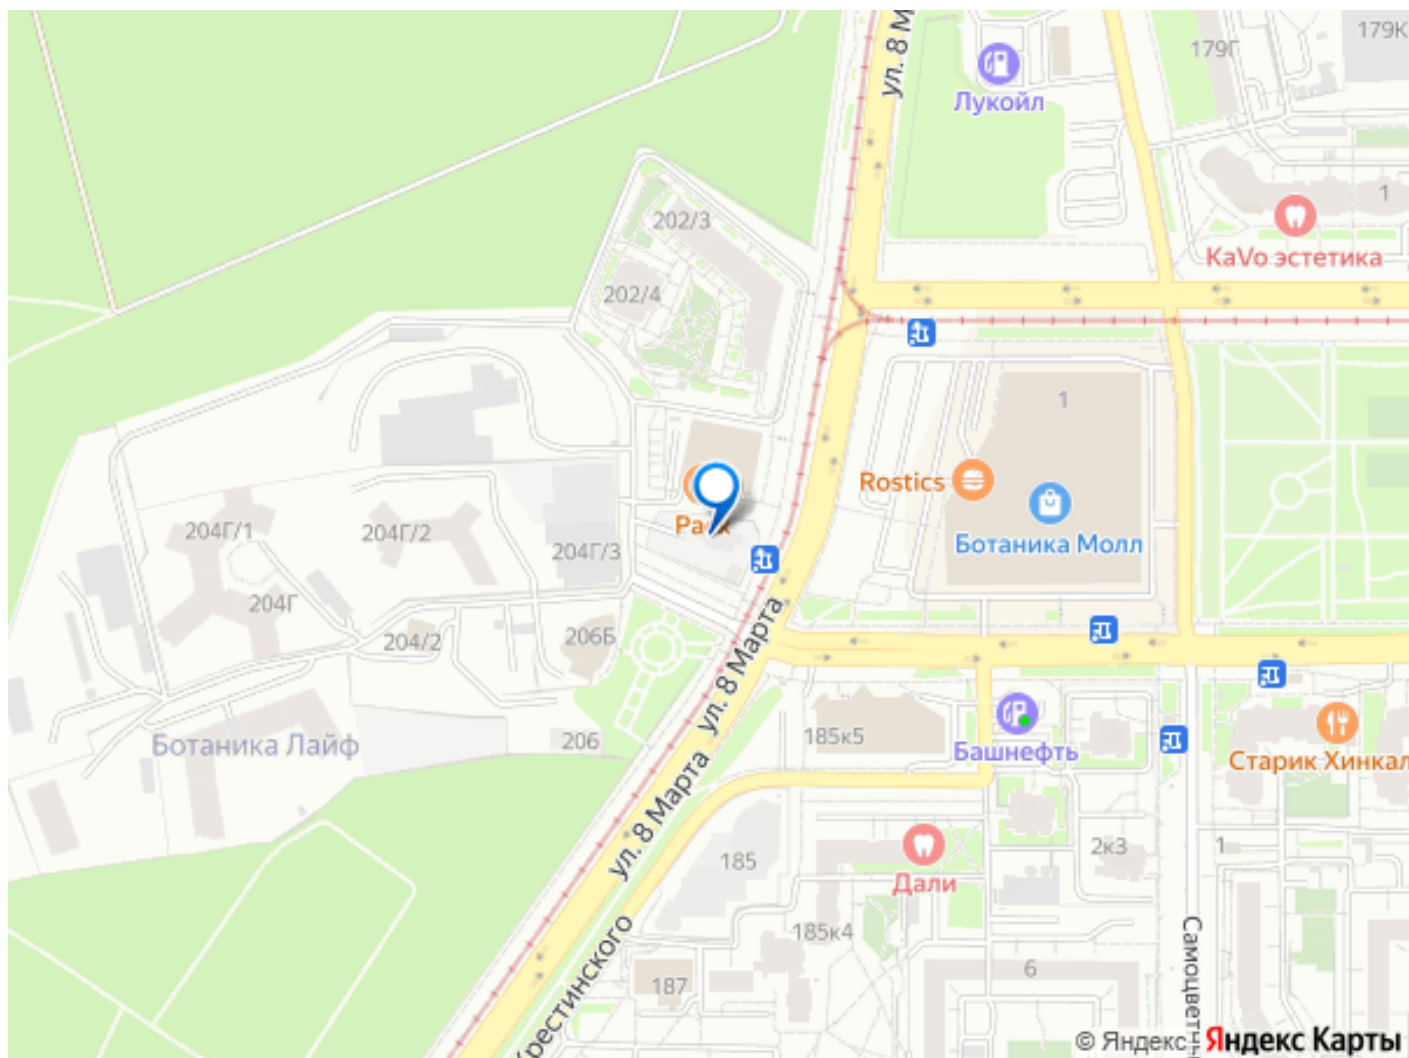 ул. 8 М
179Г
179К
Лукойл
1
KaVo эстетика
202/3
202/4
1
Rostics
Ботаника Молл
204Г/1
204Г/2
204Г/3
204Г
204/2
206Б
206
Ботаника Лайф
ул. 8 Марта
ул. 8 Марта
185к5
Башнефть
Старик Хинкал
185
Дали
2к3
1
185к4
187
6
Крестинского
Самоцветн
© Яндекс
Яндекс Карты